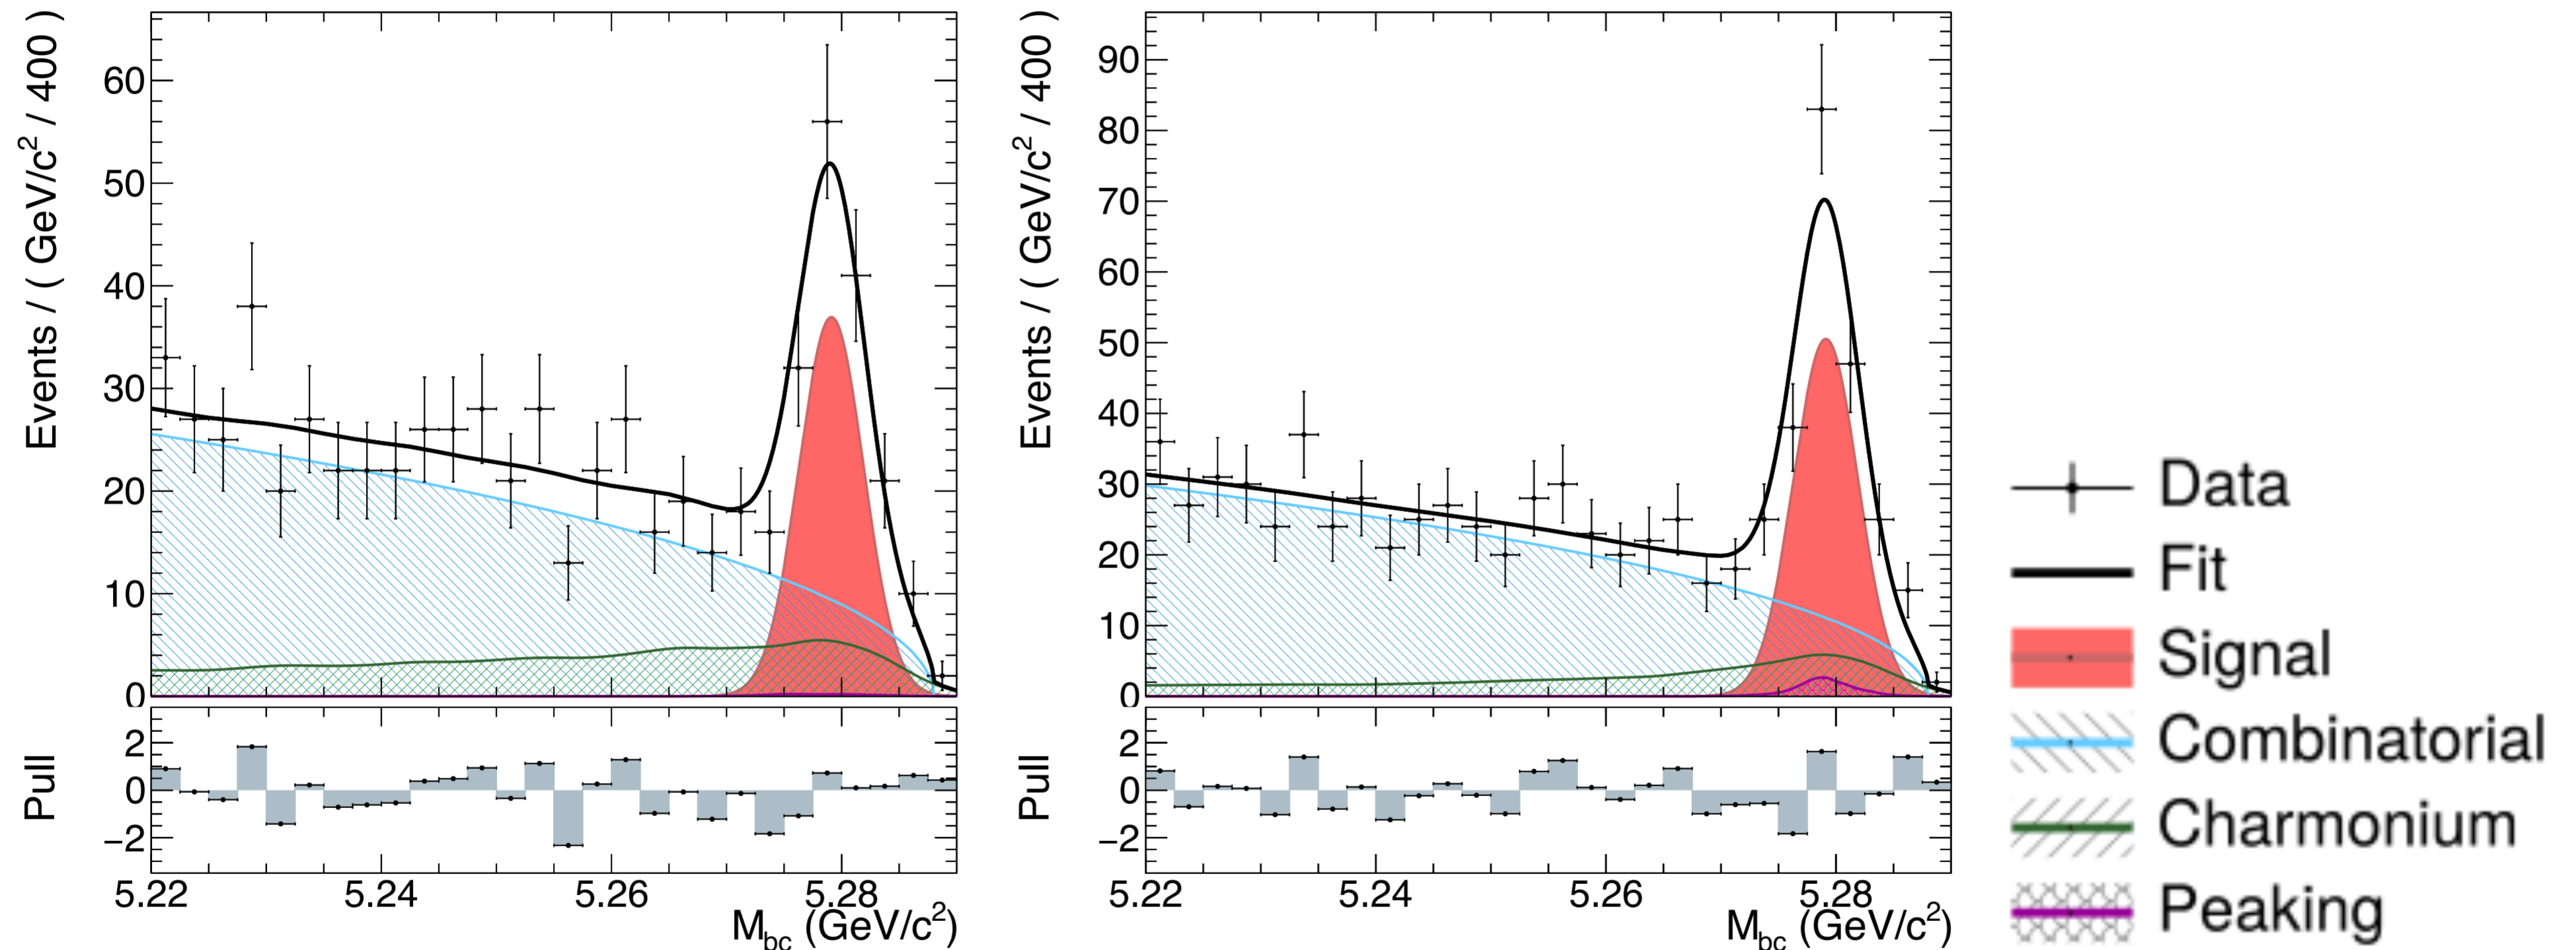 Events / ( GeV/c² / 400 )
60
50
40
30
20
10
0
Pull
2
0
−2
5.22 5.24 5.26 5.28
M_bc (GeV/c²)
Events / ( GeV/c² / 400 )
90
80
70
60
50
40
30
20
10
0
Pull
2
0
−2
5.22 5.24 5.26 5.28
M_bc (GeV/c²)
Data
Fit
Signal
Combinatorial
Charmonium
Peaking